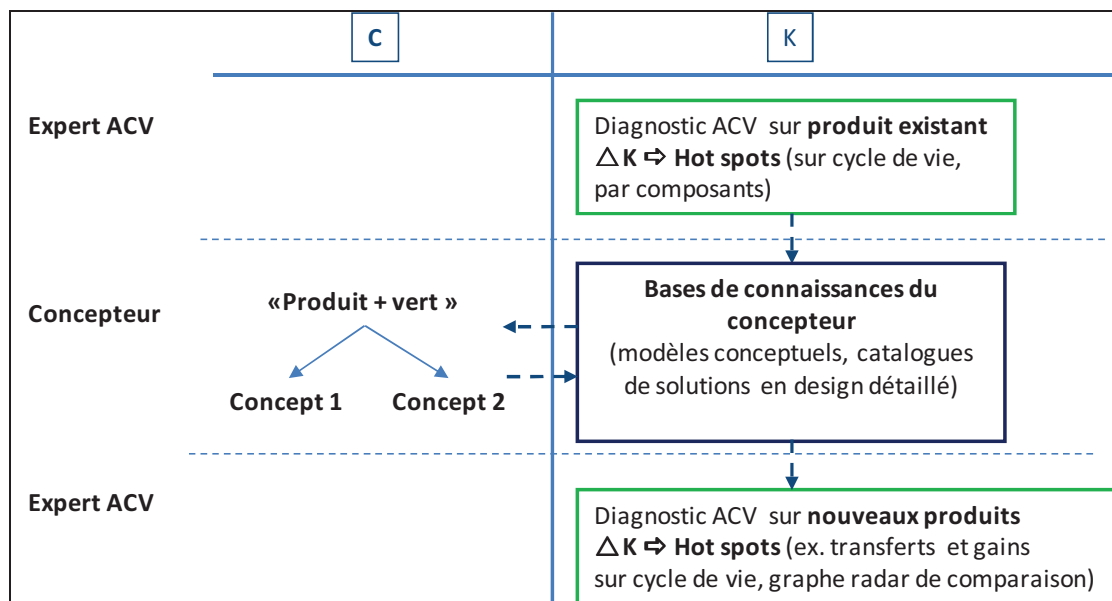 C
K
Expert ACV
Diagnostic ACV sur produit existant
△K ⇨ Hot spots (sur cycle de vie,
par composants)
Concepteur
«Produit + vert »
Concept 1
Concept 2
Bases de connaissances du
concepteur
(modèles conceptuels, catalogues
de solutions en design détaillé)
Expert ACV
Diagnostic ACV sur nouveaux produits
△K ⇨ Hot spots (ex. transferts et gains
sur cycle de vie, graphe radar de comparaison)